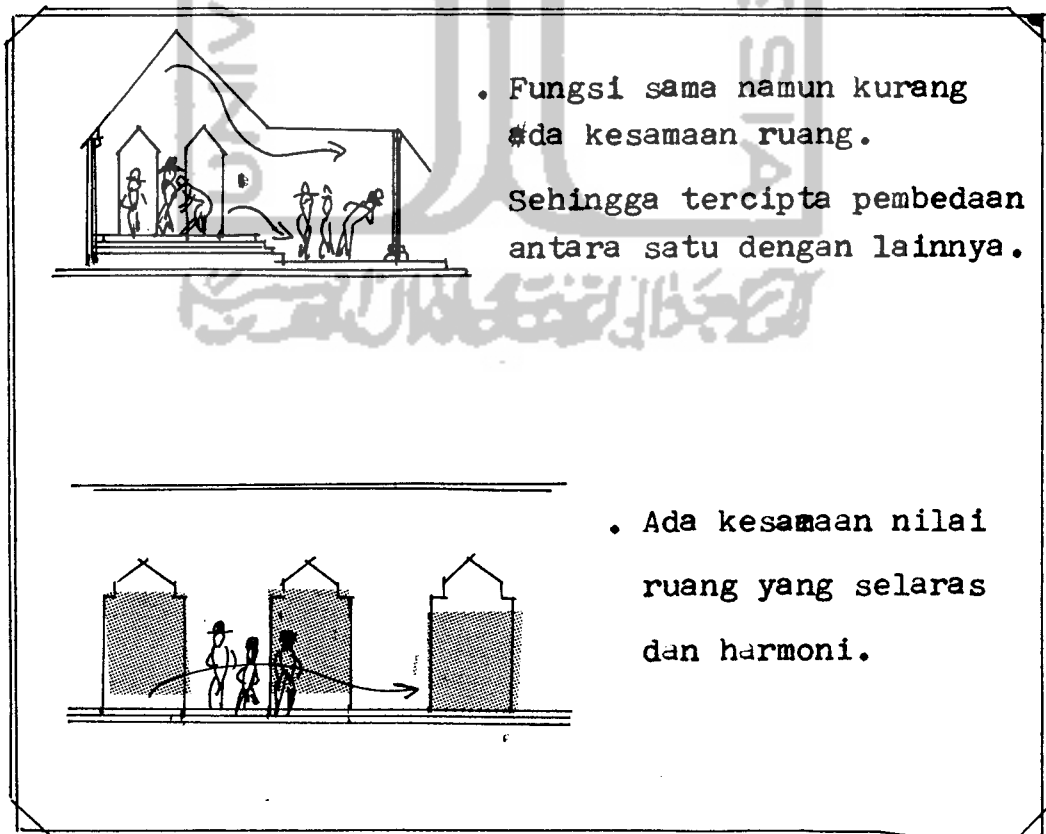 . Fungsi sama namun kurang
ada kesamaan ruang.
Sehingga tercipta pembedaan
antara satu dengan lainnya.
. Ada kesamaan nilai
ruang yang selaras
dan harmoni.